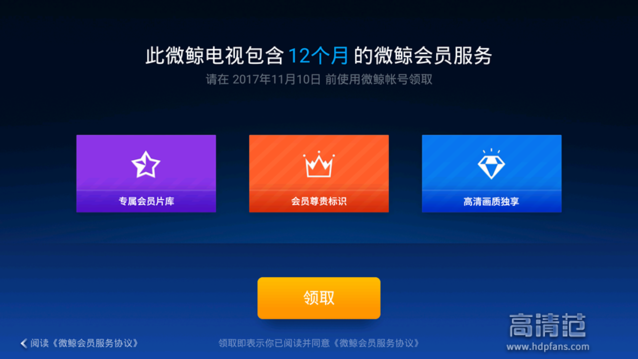 此微鲸电视包含 12个月 的微鲸会员服务
请在 2017年11月10日 前使用微鲸帐号领取
专属会员片库
会员尊贵标识
高清画质独享
领取
阅读《微鲸会员服务协议》
领取即表示你已阅读并同意《微鲸会员服务协议》
高清范
www.hdpfans.com